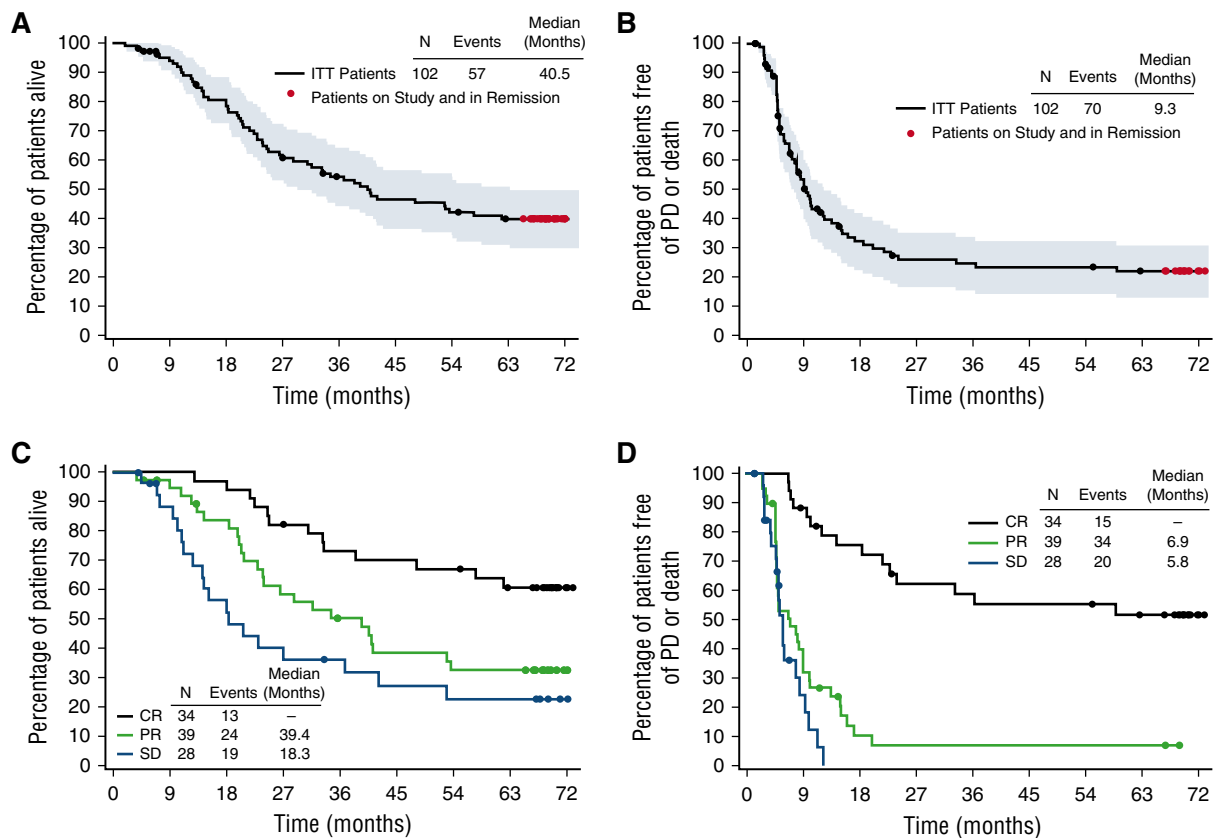 A
Percentage of patients alive
100
90
80
70
60
50
40
30
20
10
0
N Events Median (Months)
ITT Patients 102 57 40.5
Patients on Study and in Remission
0 9 18 27 36 45 54 63 72
Time (months)
B
Percentage of patients free
of PD or death
100
90
80
70
60
50
40
30
20
10
0
N Events Median (Months)
ITT Patients 102 70 9.3
Patients on Study and in Remission
0 9 18 27 36 45 54 63 72
Time (months)
C
Percentage of patients alive
100
90
80
70
60
50
40
30
20
10
0
N Events Median (Months)
CR 34 13 –
PR 39 24 39.4
SD 28 19 18.3
0 9 18 27 36 45 54 63 72
Time (months)
D
Percentage of patients free
of PD or death
100
90
80
70
60
50
40
30
20
10
0
N Events Median (Months)
CR 34 15 –
PR 39 34 6.9
SD 28 20 5.8
0 9 18 27 36 45 54 63 72
Time (months)